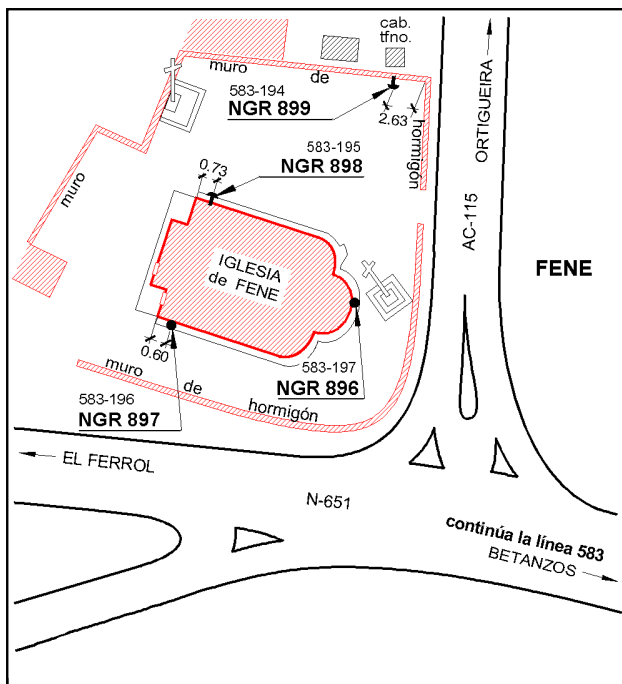 cab.
tfno.
muro
de
583-194
NGR 899
2.63
hormigón
ORTIGUEIRA
AC-115
583-195
NGR 898
0.73
muro
IGLESIA
de FENE
FENE
583-197
NGR 896
0.60
583-196
NGR 897
muro
de
hormigón
EL FERROL
N-651
continúa la línea 583
BETANZOS